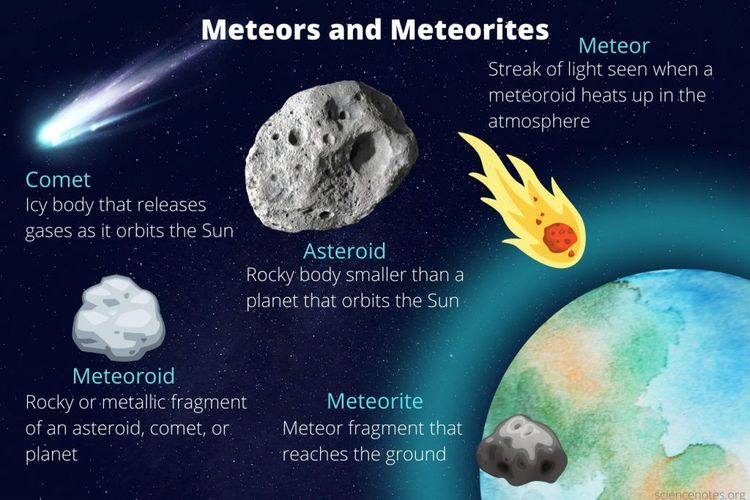 Meteors and Meteorites
Meteor
Streak of light seen when a
meteoroid heats up in the
atmosphere
Comet
Icy body that releases
gases as it orbits the Sun
Asteroid
Rocky body smaller than a
planet that orbits the Sun
Meteoroid
Rocky or metallic fragment
of an asteroid, comet, or
planet
Meteorite
Meteor fragment that
reaches the ground
sciencenotes.org